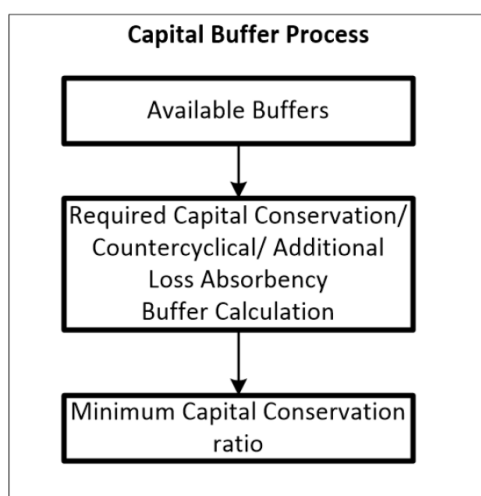 Capital Buffer Process
Available Buffers
Required Capital Conservation/
Countercyclical/ Additional
Loss Absorbency
Buffer Calculation
Minimum Capital Conservation
ratio